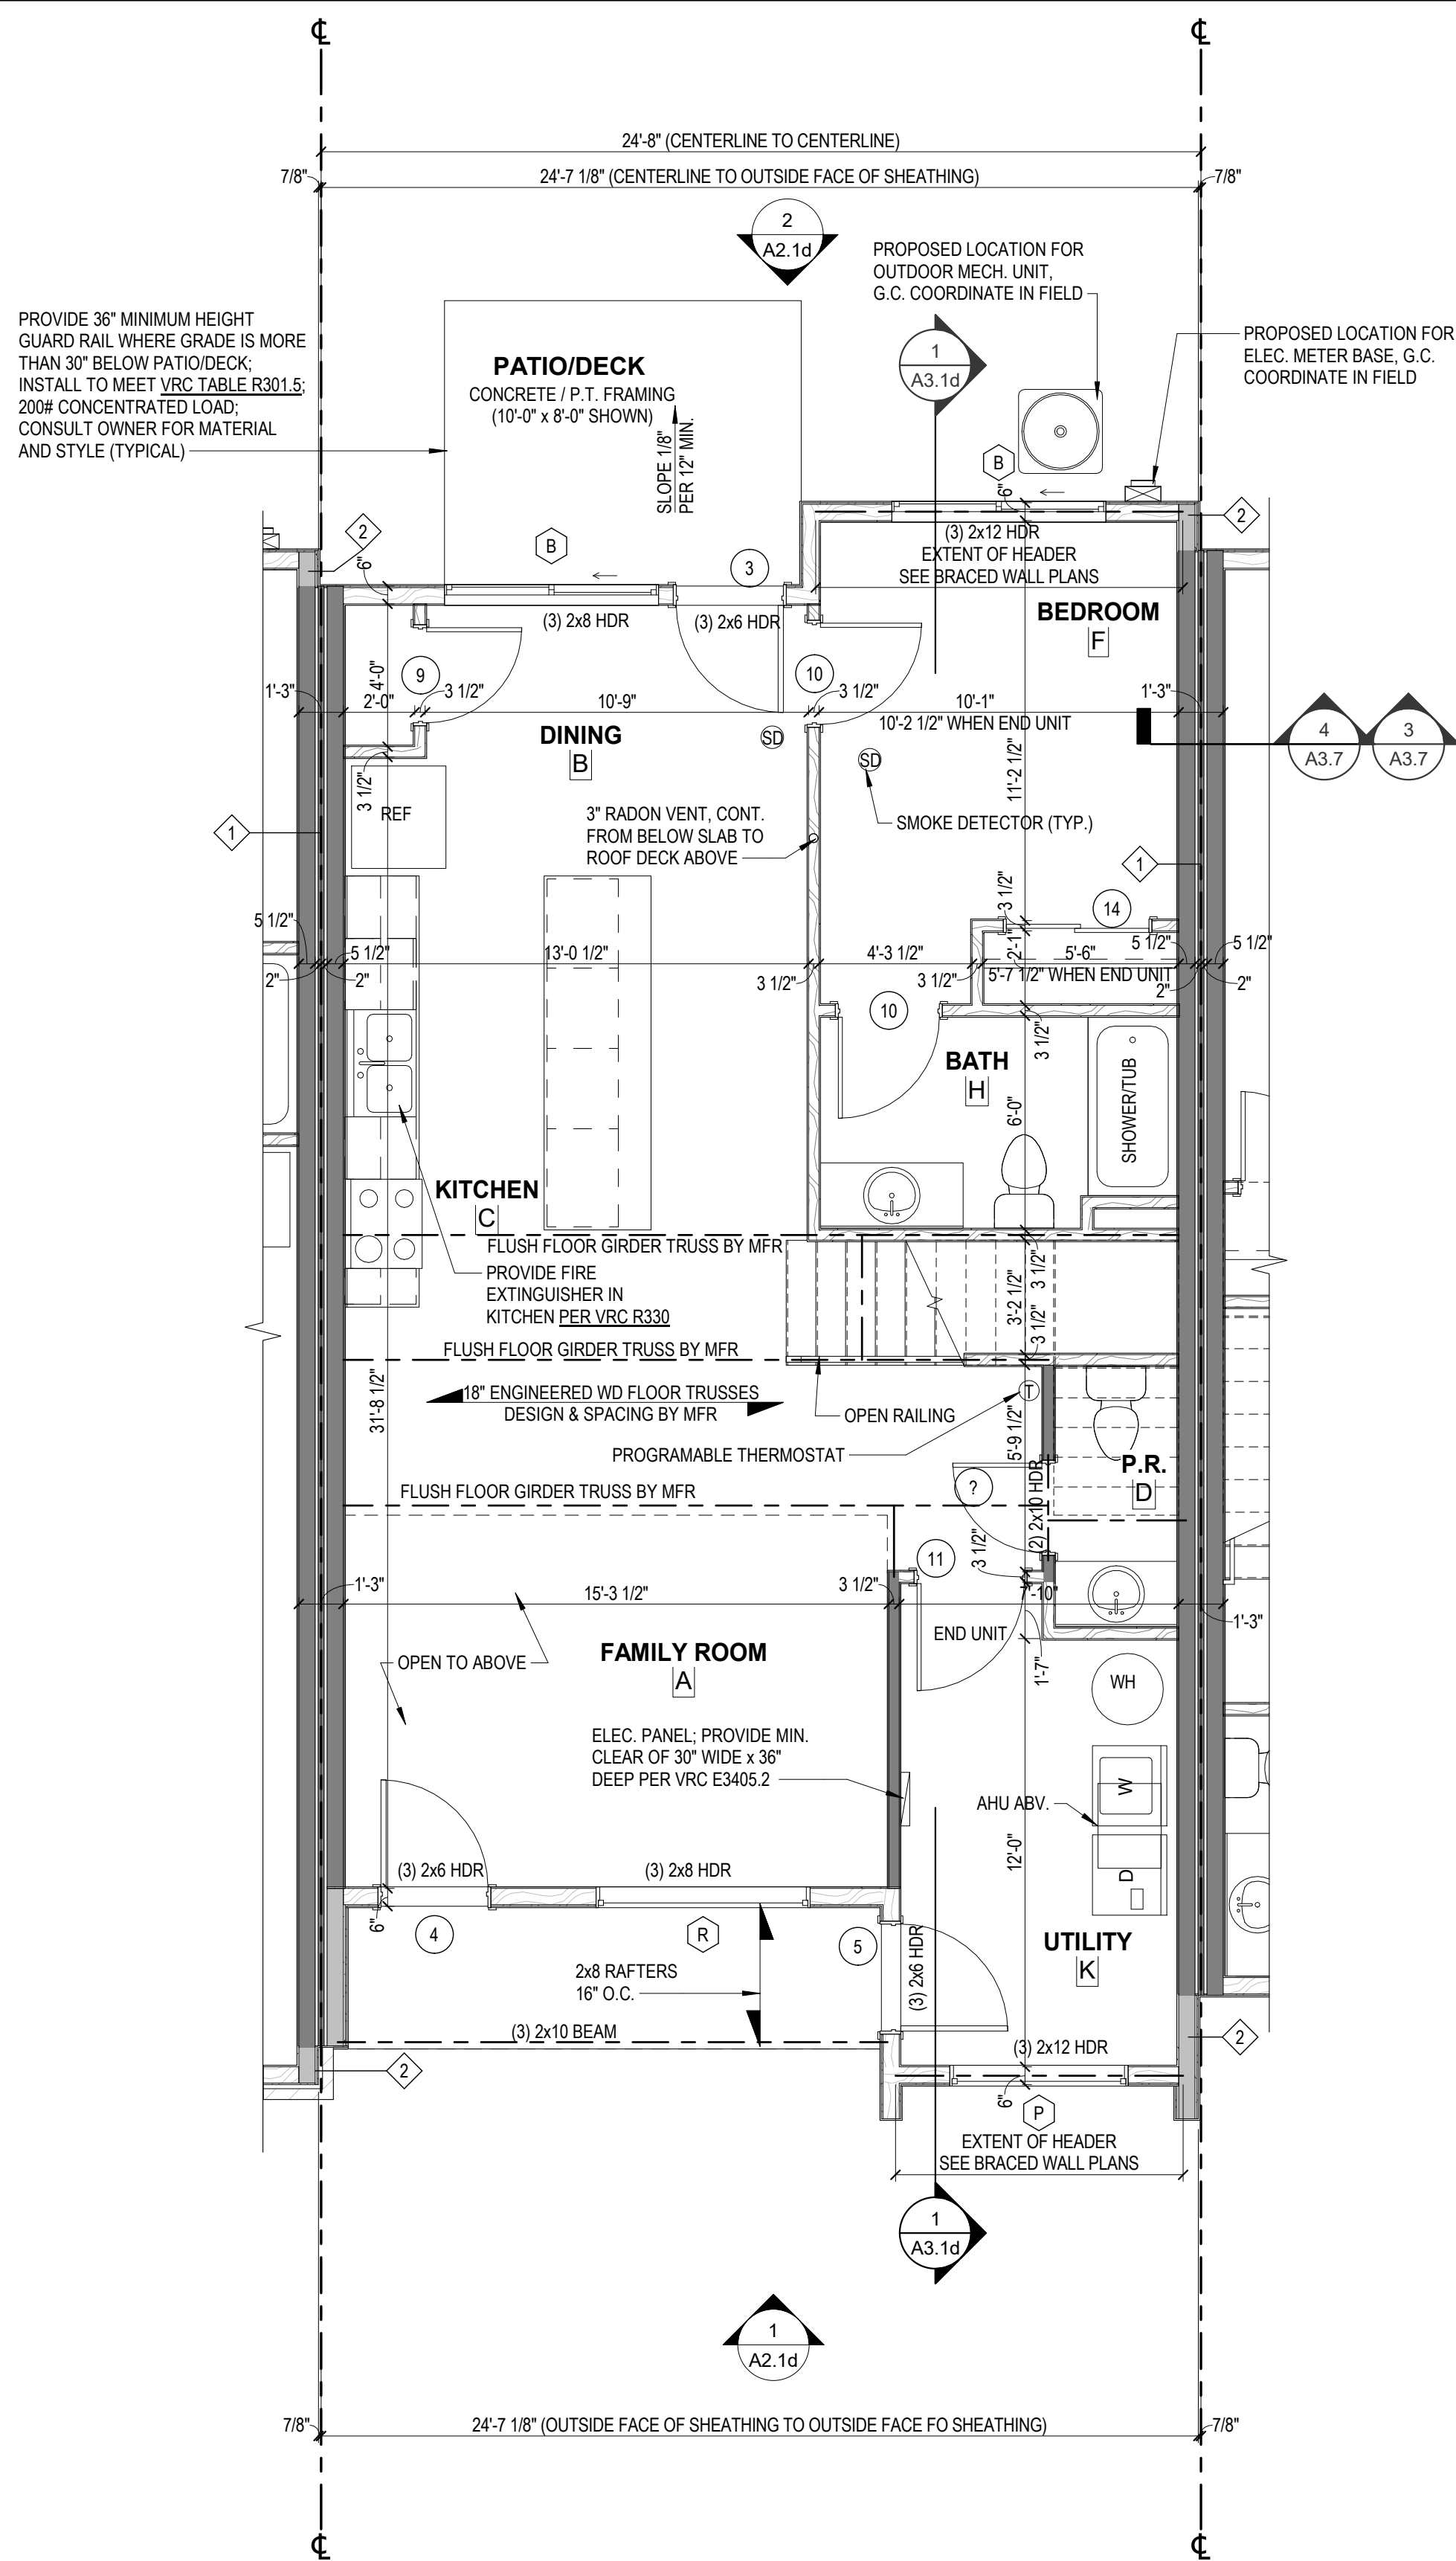 ℄
℄
24'-8" (CENTERLINE TO CENTERLINE)
7/8"
24'-7 1/8" (CENTERLINE TO OUTSIDE FACE OF SHEATHING)
7/8"
2
A2.1d
PROPOSED LOCATION FOR
OUTDOOR MECH. UNIT,
G.C. COORDINATE IN FIELD
PROVIDE 36" MINIMUM HEIGHT
GUARD RAIL WHERE GRADE IS MORE
THAN 30" BELOW PATIO/DECK;
INSTALL TO MEET VRC TABLE R301.5;
200# CONCENTRATED LOAD;
CONSULT OWNER FOR MATERIAL
AND STYLE (TYPICAL)
PROPOSED LOCATION FOR
ELEC. METER BASE, G.C.
COORDINATE IN FIELD
1
A3.1d
PATIO/DECK
CONCRETE / P.T. FRAMING
(10'-0" x 8'-0" SHOWN)
SLOPE 1/8"
PER 12" MIN.
B
6"
2
2
6"
B
3
(3) 2x12 HDR
EXTENT OF HEADER
SEE BRACED WALL PLANS
(3) 2x8 HDR
(3) 2x6 HDR
BEDROOM
F
9
4'-0"
10
1'-3"
2'-0"
3 1/2"
10'-9"
3 1/2"
10'-1"
10'-2 1/2" WHEN END UNIT
1'-3"
DINING
B
SD
SD
4
A3.7
3
A3.7
11'-2 1/2"
3 1/2"
REF
3" RADON VENT, CONT.
FROM BELOW SLAB TO
ROOF DECK ABOVE
SMOKE DETECTOR (TYP.)
1
1
3 1/2"
14
5 1/2"
5 1/2"
2"
2"
13'-0 1/2"
3 1/2"
4'-3 1/2"
3 1/2"
2'-1"
5'-6"
5'-7 1/2" WHEN END UNIT
5 1/2"
2"
5 1/2"
2"
10
3 1/2"
BATH
H
6'-0"
SHOWER/TUB
KITCHEN
C
FLUSH FLOOR GIRDER TRUSS BY MFR
PROVIDE FIRE
EXTINGUISHER IN
KITCHEN PER VRC R330
3 1/2"
3'-2 1/2"
3 1/2"
FLUSH FLOOR GIRDER TRUSS BY MFR
31'-8 1/2"
18" ENGINEERED WD FLOOR TRUSSES
DESIGN & SPACING BY MFR
T
OPEN RAILING
5'-9 1/2"
PROGRAMABLE THERMOSTAT
P.R.
D
FLUSH FLOOR GIRDER TRUSS BY MFR
?
(2) 2x10 HDR
11
3 1/2"
1'-3"
15'-3 1/2"
3 1/2"
7'-10"
1'-3"
END UNIT
1'-7"
FAMILY ROOM
A
OPEN TO ABOVE
WH
ELEC. PANEL; PROVIDE MIN.
CLEAR OF 30" WIDE x 36"
DEEP PER VRC E3405.2
W
AHU ABV.
12'-0"
D
(3) 2x6 HDR
(3) 2x8 HDR
6"
4
R
5
(3) 2x6 HDR
UTILITY
K
2x8 RAFTERS
16" O.C.
(3) 2x10 BEAM
(3) 2x12 HDR
2
2
6"
P
EXTENT OF HEADER
SEE BRACED WALL PLANS
1
A3.1d
1
A2.1d
7/8"
24'-7 1/8" (OUTSIDE FACE OF SHEATHING TO OUTSIDE FACE FO SHEATHING)
7/8"
℄
℄